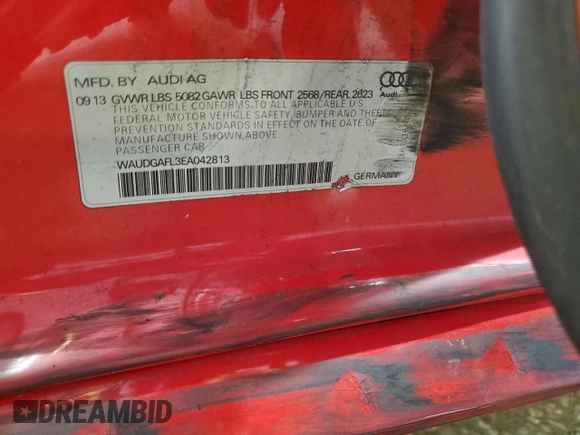 MFD. BY AUDI AG
09 13 GVWR LBS 5082 GAWR LBS FRONT 2568/REAR 2623
THIS VEHICLE CONFORMS TO ALL APPLICABLE U.S.
FEDERAL MOTOR VEHICLE SAFETY, BUMPER AND THEFT
PREVENTION STANDARDS IN EFFECT ON THE DATE OF
MANUFACTURE SHOWN ABOVE
PASSENGER CAR
WAUDGAFL3EA042813
Audi
GERMANY
DREAMBID